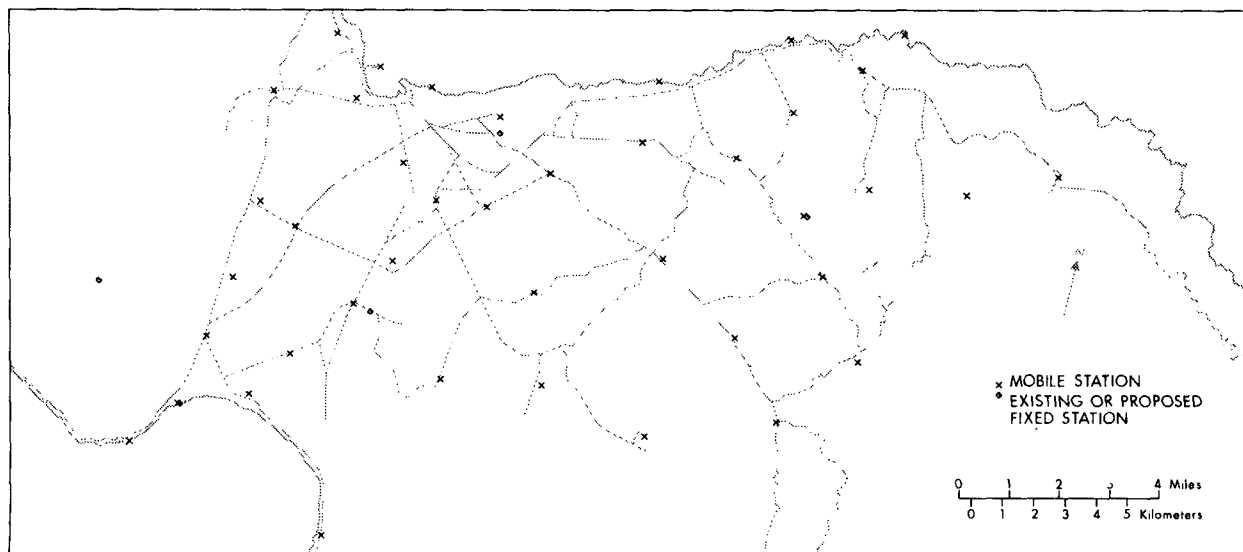 N
× MOBILE STATION
EXISTING OR PROPOSED
FIXED STATION
0 1 2 3 4 Miles
0 1 2 3 4 5 Kilometers